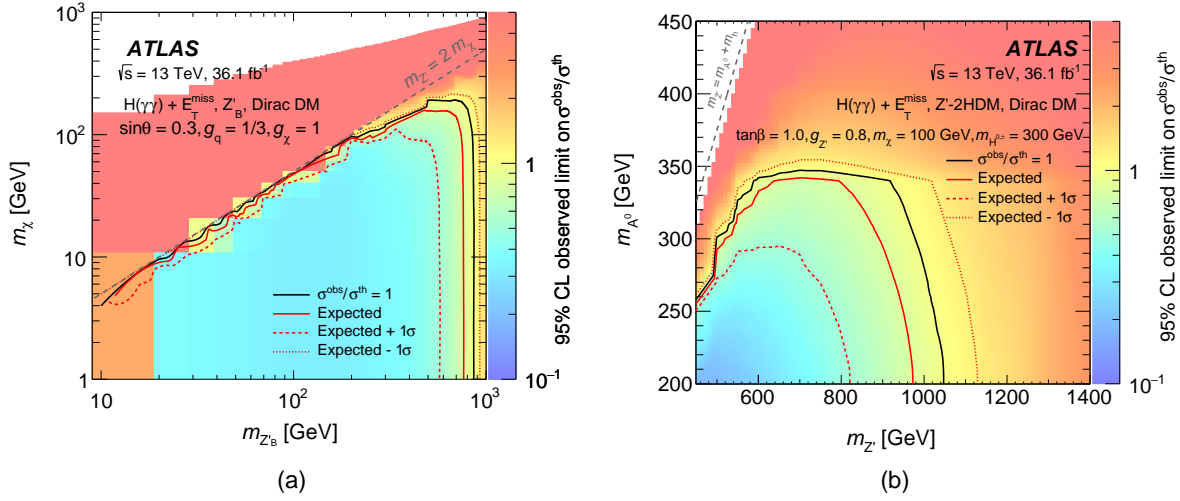 ATLAS
√s = 13 TeV, 36.1 fb⁻¹
H(γγ) + E_T^miss, Z'_B, Dirac DM
sinθ = 0.3, g_q = 1/3, g_χ = 1
m_Z' = 2 m_χ
σ^obs/σ^th = 1
Expected
Expected + 1σ
Expected - 1σ
m_χ [GeV]
10³
10²
10
1
10
10²
10³
m_Z'_B [GeV]
1
10⁻¹
95% CL observed limit on σ^obs/σ^th
(a)
ATLAS
√s = 13 TeV, 36.1 fb⁻¹
H(γγ) + E_T^miss, Z'-2HDM, Dirac DM
tanβ = 1.0, g_Z' = 0.8, m_χ = 100 GeV, m_H^0,± = 300 GeV
m_Z' = m_A⁰ + m_h
σ^obs/σ^th = 1
Expected
Expected + 1σ
Expected - 1σ
m_A⁰ [GeV]
450
400
350
300
250
200
600
800
1000
1200
1400
m_Z' [GeV]
1
10⁻¹
95% CL observed limit on σ^obs/σ^th
(b)